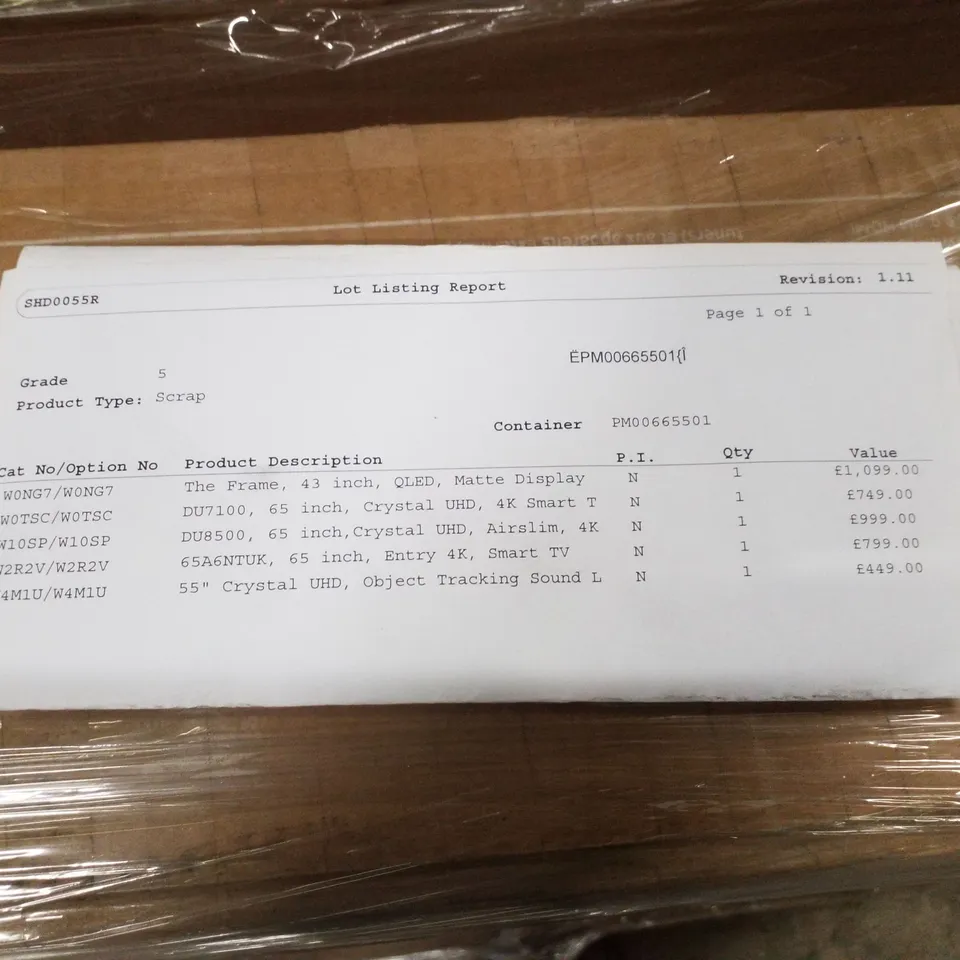 SHD0055R Lot Listing Report Revision: 1.11
Page 1 of 1
ËPM00665501{Î
Grade 5
Product Type: Scrap
Container PM00665501
Cat No/Option No Product Description P.I. Qty Value
W0NG7/W0NG7 The Frame, 43 inch, QLED, Matte Display N 1 £1,099.00
W0TSC/W0TSC DU7100, 65 inch, Crystal UHD, 4K Smart T N 1 £749.00
W10SP/W10SP DU8500, 65 inch,Crystal UHD, Airslim, 4K N 1 £999.00
W2R2V/W2R2V 65A6NTUK, 65 inch, Entry 4K, Smart TV N 1 £799.00
W4M1U/W4M1U 55" Crystal UHD, Object Tracking Sound L N 1 £449.00